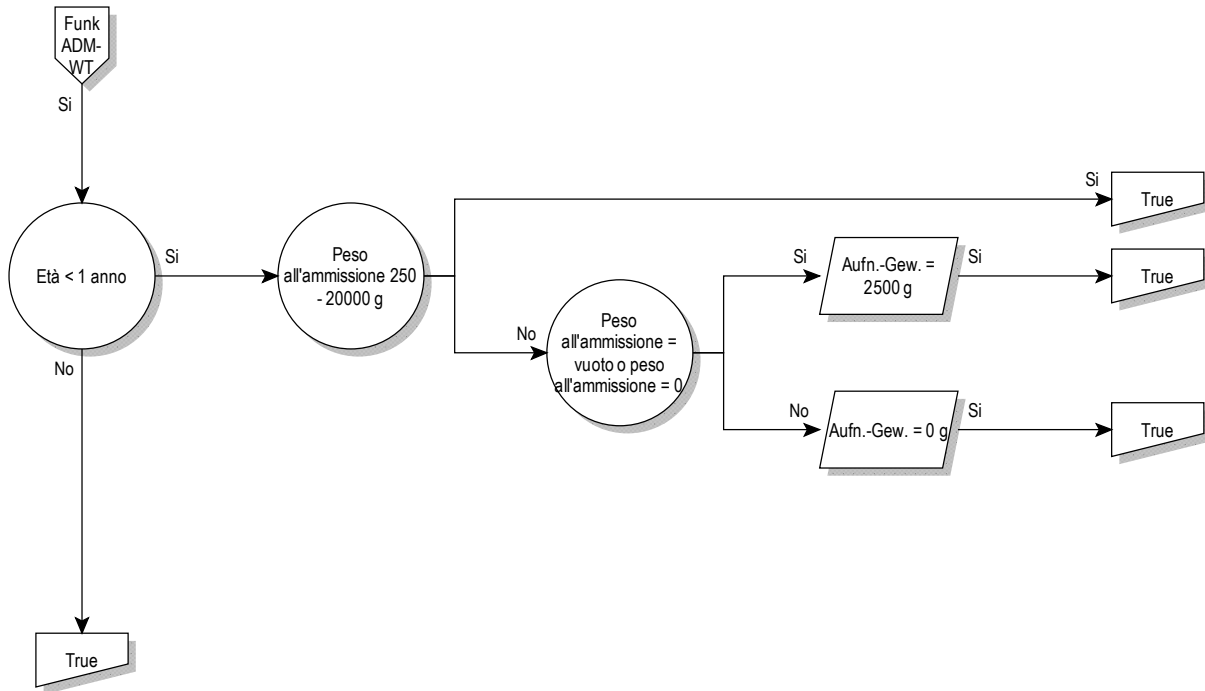 Funk
ADM-
WT
Si
Età < 1 anno
Si
No
Peso
all'ammissione 250
- 20000 g
Si
True
No
Peso
all'ammissione =
vuoto o peso
all'ammissione = 0
Si
Aufn.-Gew. =
2500 g
Si
True
No
Aufn.-Gew. = 0 g
Si
True
True